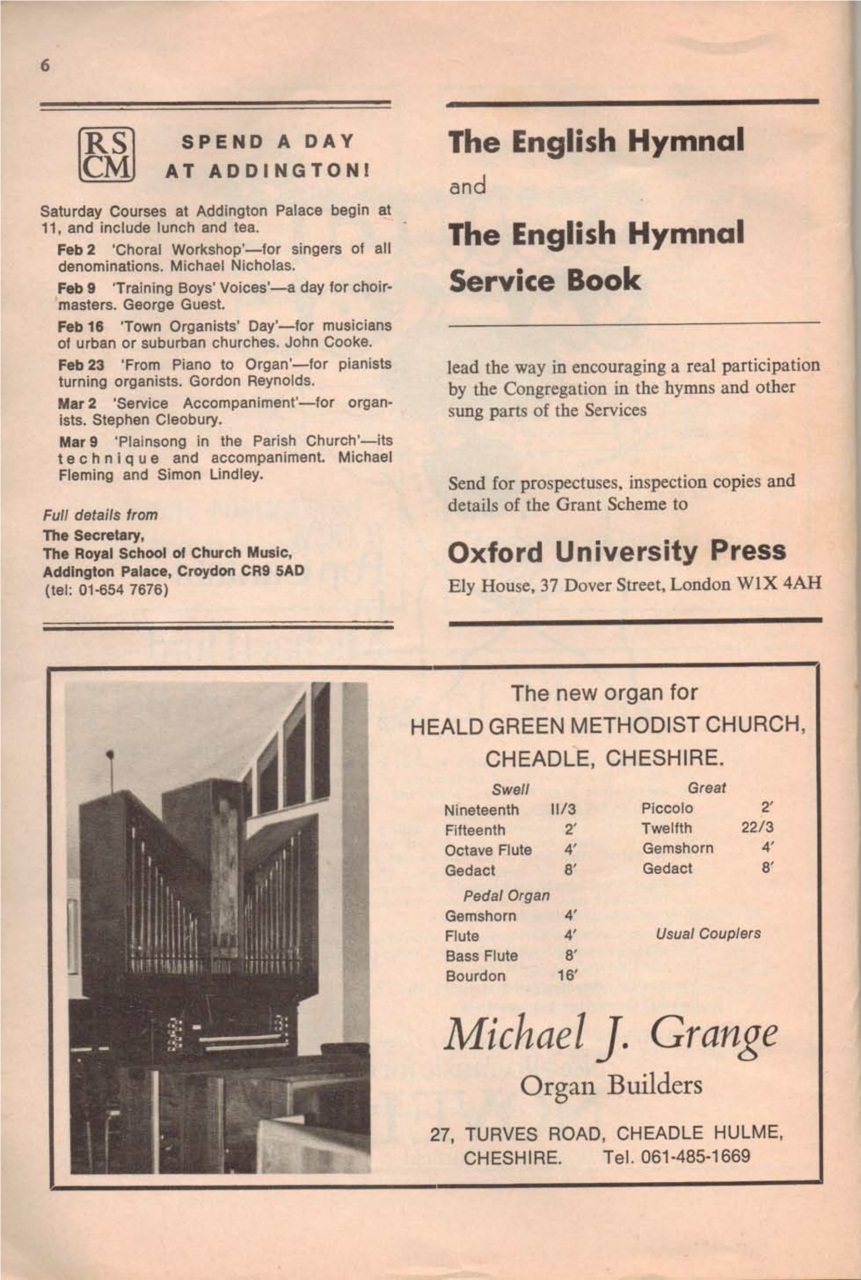 6
RS
CM
SPEND A DAY
AT ADDINGTON!
Saturday Courses at Addington Palace begin at
11, and include lunch and tea.
Feb 2 'Choral Workshop'—for singers of all
denominations. Michael Nicholas.
Feb 9 'Training Boys' Voices'—a day for choir-
masters. George Guest.
Feb 16 'Town Organists' Day'—for musicians
of urban or suburban churches. John Cooke.
Feb 23 'From Piano to Organ'—for pianists
turning organists. Gordon Reynolds.
Mar 2 'Service Accompaniment'—for organ-
ists. Stephen Cleobury.
Mar 9 'Plainsong in the Parish Church'—its
technique and accompaniment. Michael
Fleming and Simon Lindley.
Full details from
The Secretary,
The Royal School of Church Music,
Addington Palace, Croydon CR9 5AD
(tel: 01-654 7676)
The English Hymnal
and
The English Hymnal
Service Book
lead the way in encouraging a real participation
by the Congregation in the hymns and other
sung parts of the Services
Send for prospectuses, inspection copies and
details of the Grant Scheme to
Oxford University Press
Ely House, 37 Dover Street, London W1X 4AH
The new organ for
HEALD GREEN METHODIST CHURCH,
CHEADLE, CHESHIRE.
Swell
Nineteenth II/3
Fifteenth 2′
Octave Flute 4′
Gedact 8′
Great
Piccolo 2′
Twelfth 22/3
Gemshorn 4′
Gedact 8′
Pedal Organ
Gemshorn 4′
Flute 4′
Bass Flute 8′
Bourdon 16′
Usual Couplers
Michael J. Grange
Organ Builders
27, TURVES ROAD, CHEADLE HULME,
CHESHIRE. Tel. 061-485-1669